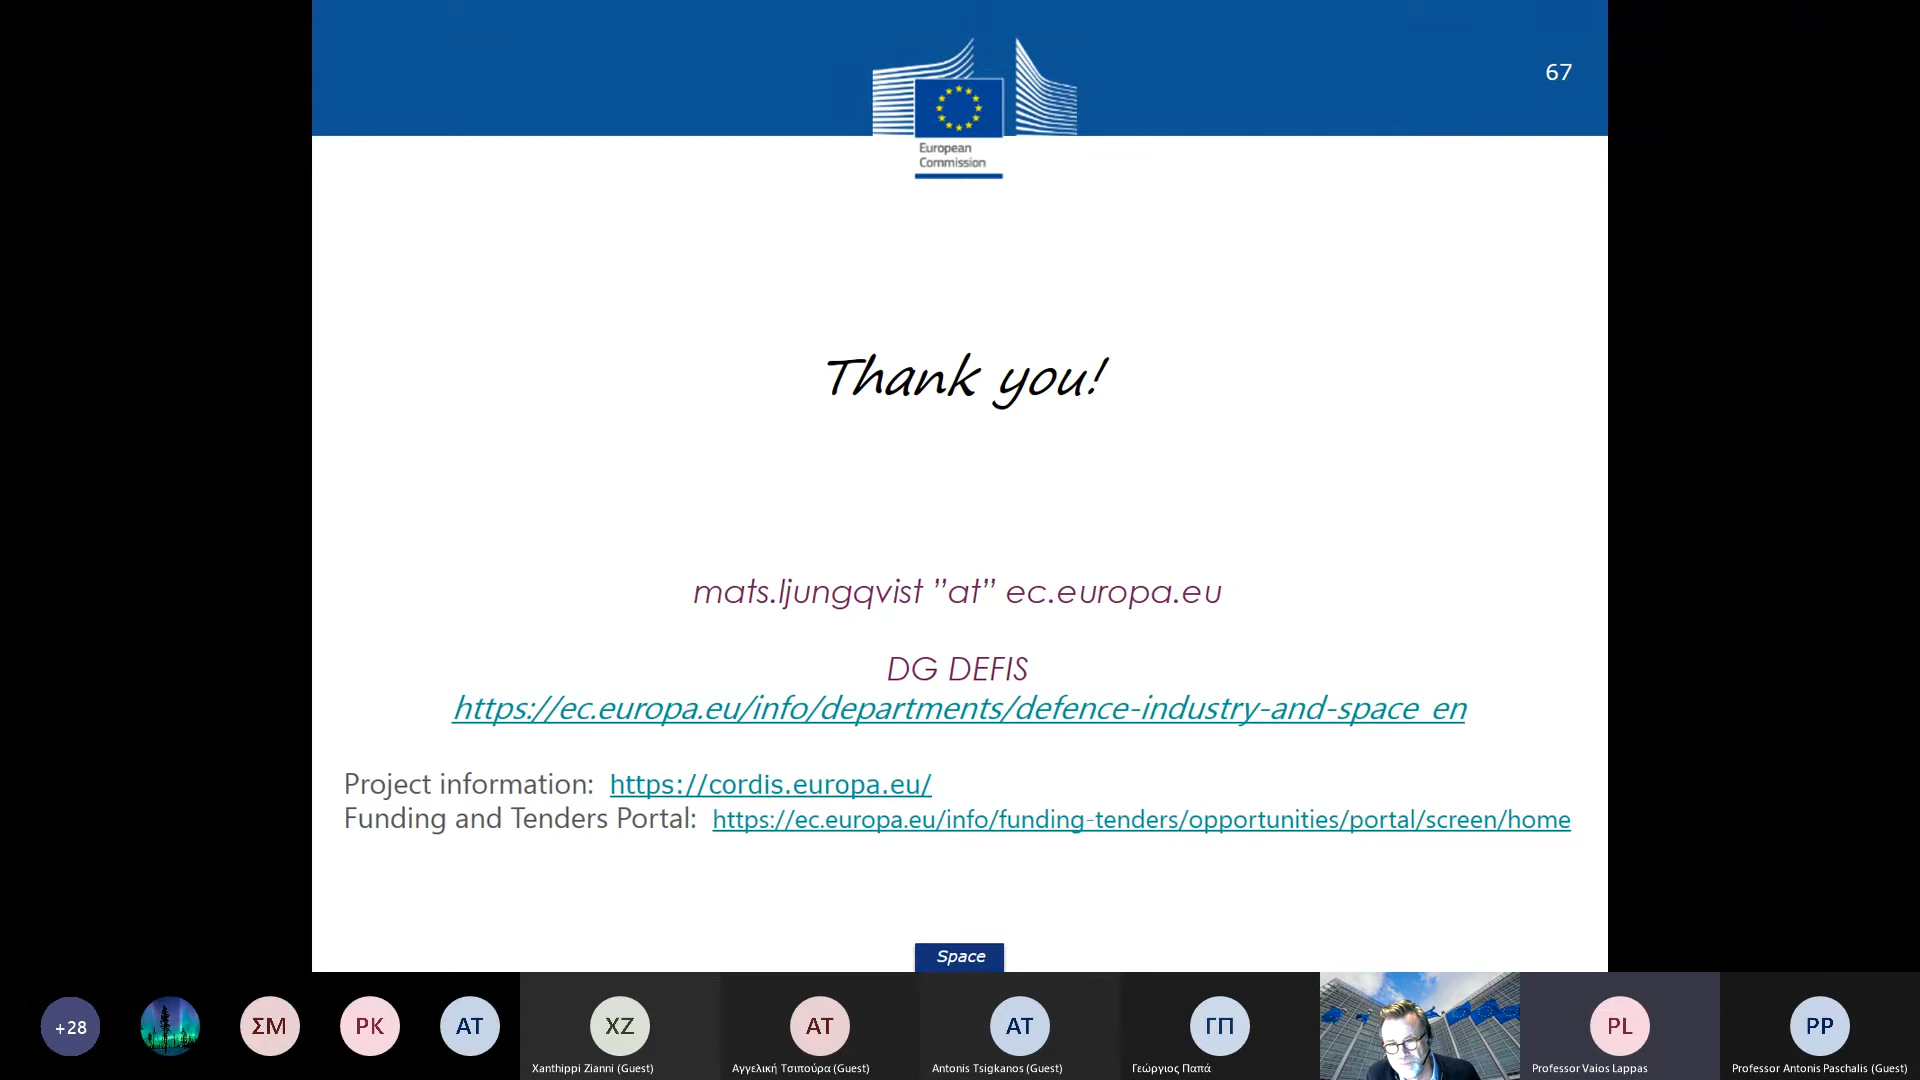 67
European
Commission
Thank you!
mats.ljungqvist ”at” ec.europa.eu
DG DEFIS
https://ec.europa.eu/info/departments/defence-industry-and-space_en
Project information: https://cordis.europa.eu/
Funding and Tenders Portal: https://ec.europa.eu/info/funding-tenders/opportunities/portal/screen/home
Space
+28
ΣΜ
PK
AT
XZ
AT
AT
ΓΠ
PL
PP
Xanthippi Zianni (Guest)
Αγγελική Τσιπούρα (Guest)
Antonis Tsigkanos (Guest)
Γεώργιος Παπά
Professor Vaios Lappas
Professor Antonis Paschalis (Guest)